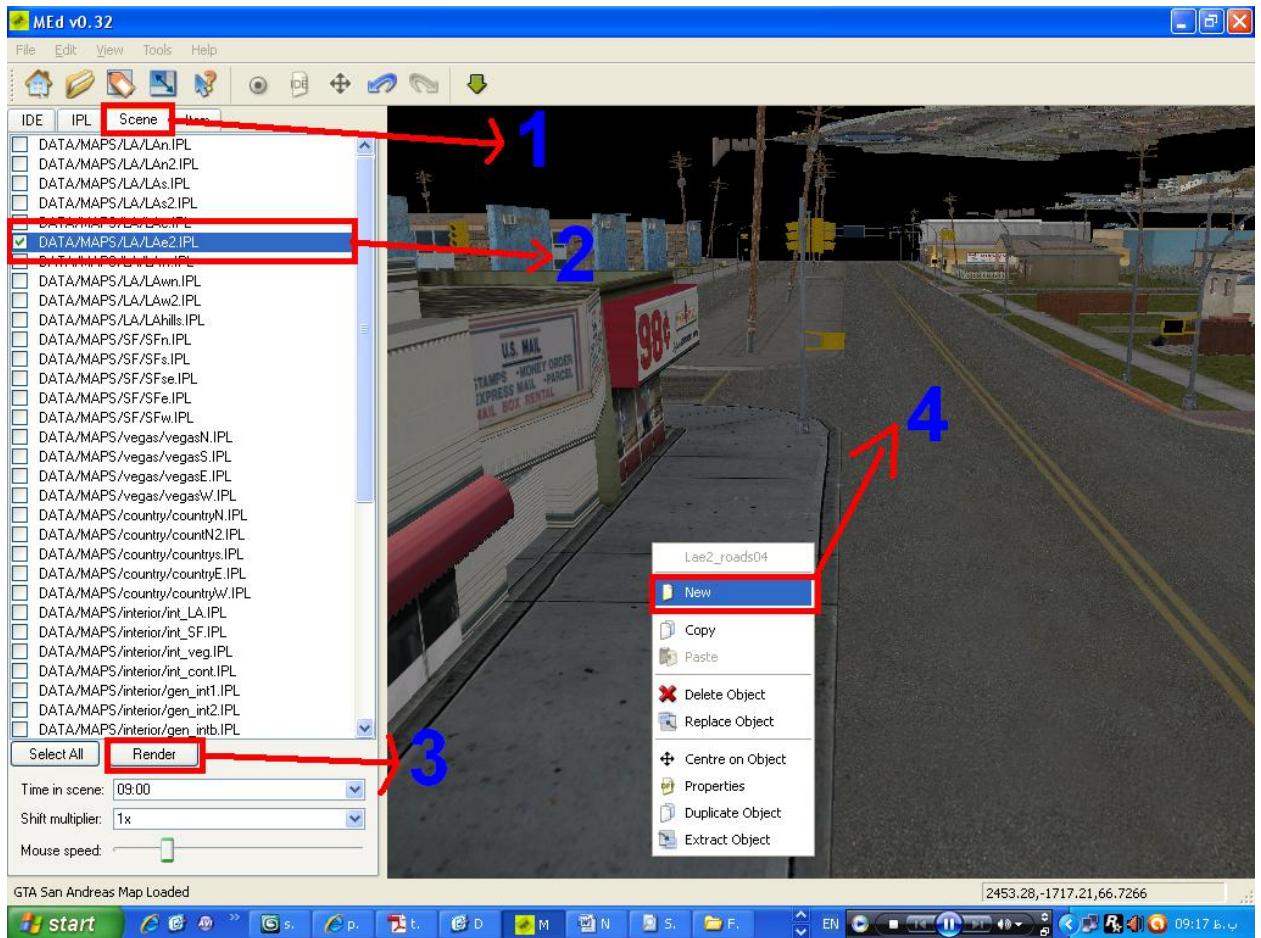 MEd v0.32
File Edit View Tools Help
IDE
IDE IPL Scene Item
1
DATA/MAPS/LA/LAn.IPL
DATA/MAPS/LA/LAn2.IPL
DATA/MAPS/LA/LAs.IPL
DATA/MAPS/LA/LAs2.IPL
DATA/MAPS/LA/LAe.IPL
DATA/MAPS/LA/LAe2.IPL
2
DATA/MAPS/LA/LAwn.IPL
DATA/MAPS/LA/LAw2.IPL
DATA/MAPS/LA/LAhills.IPL
DATA/MAPS/SF/SFn.IPL
DATA/MAPS/SF/SFs.IPL
DATA/MAPS/SF/SFse.IPL
DATA/MAPS/SF/SFe.IPL
DATA/MAPS/SF/SFw.IPL
DATA/MAPS/vegas/vegasN.IPL
DATA/MAPS/vegas/vegasS.IPL
DATA/MAPS/vegas/vegasE.IPL
DATA/MAPS/vegas/vegasW.IPL
DATA/MAPS/country/countryN.IPL
DATA/MAPS/country/countN2.IPL
DATA/MAPS/country/countrys.IPL
DATA/MAPS/country/countryE.IPL
DATA/MAPS/country/countryW.IPL
DATA/MAPS/interior/int_LA.IPL
DATA/MAPS/interior/int_SF.IPL
DATA/MAPS/interior/int_veg.IPL
DATA/MAPS/interior/int_cont.IPL
DATA/MAPS/interior/gen_int1.IPL
DATA/MAPS/interior/gen_int2.IPL
DATA/MAPS/interior/gen_intb.IPL
Select All Render
3
Time in scene: 09:00
Shift multiplier: 1x
Mouse speed:
U.S. MAIL
STAMPS - MONEY ORDER
EXPRESS MAIL - PARCEL
MAIL BOX RENTAL
98¢
4
Lae2_roads04
New
Copy
Paste
Delete Object
Replace Object
Centre on Object
Properties
Duplicate Object
Extract Object
GTA San Andreas Map Loaded
2453.28,-1717.21,66.7266
start s. p. t. D M N S. F. EN 09:17 ب.ظ